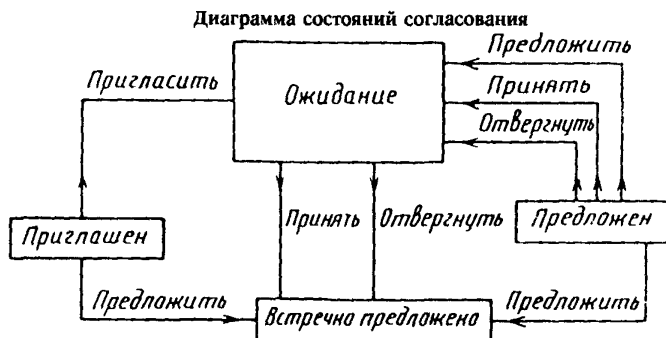 Диаграмма состояний согласования
Предложить
Пригласить
Ожидание
Принять
Отвергнуть
Приглашен
Принять
Отвергнуть
Предложен
Предложить
Встречно предложено
Предложить